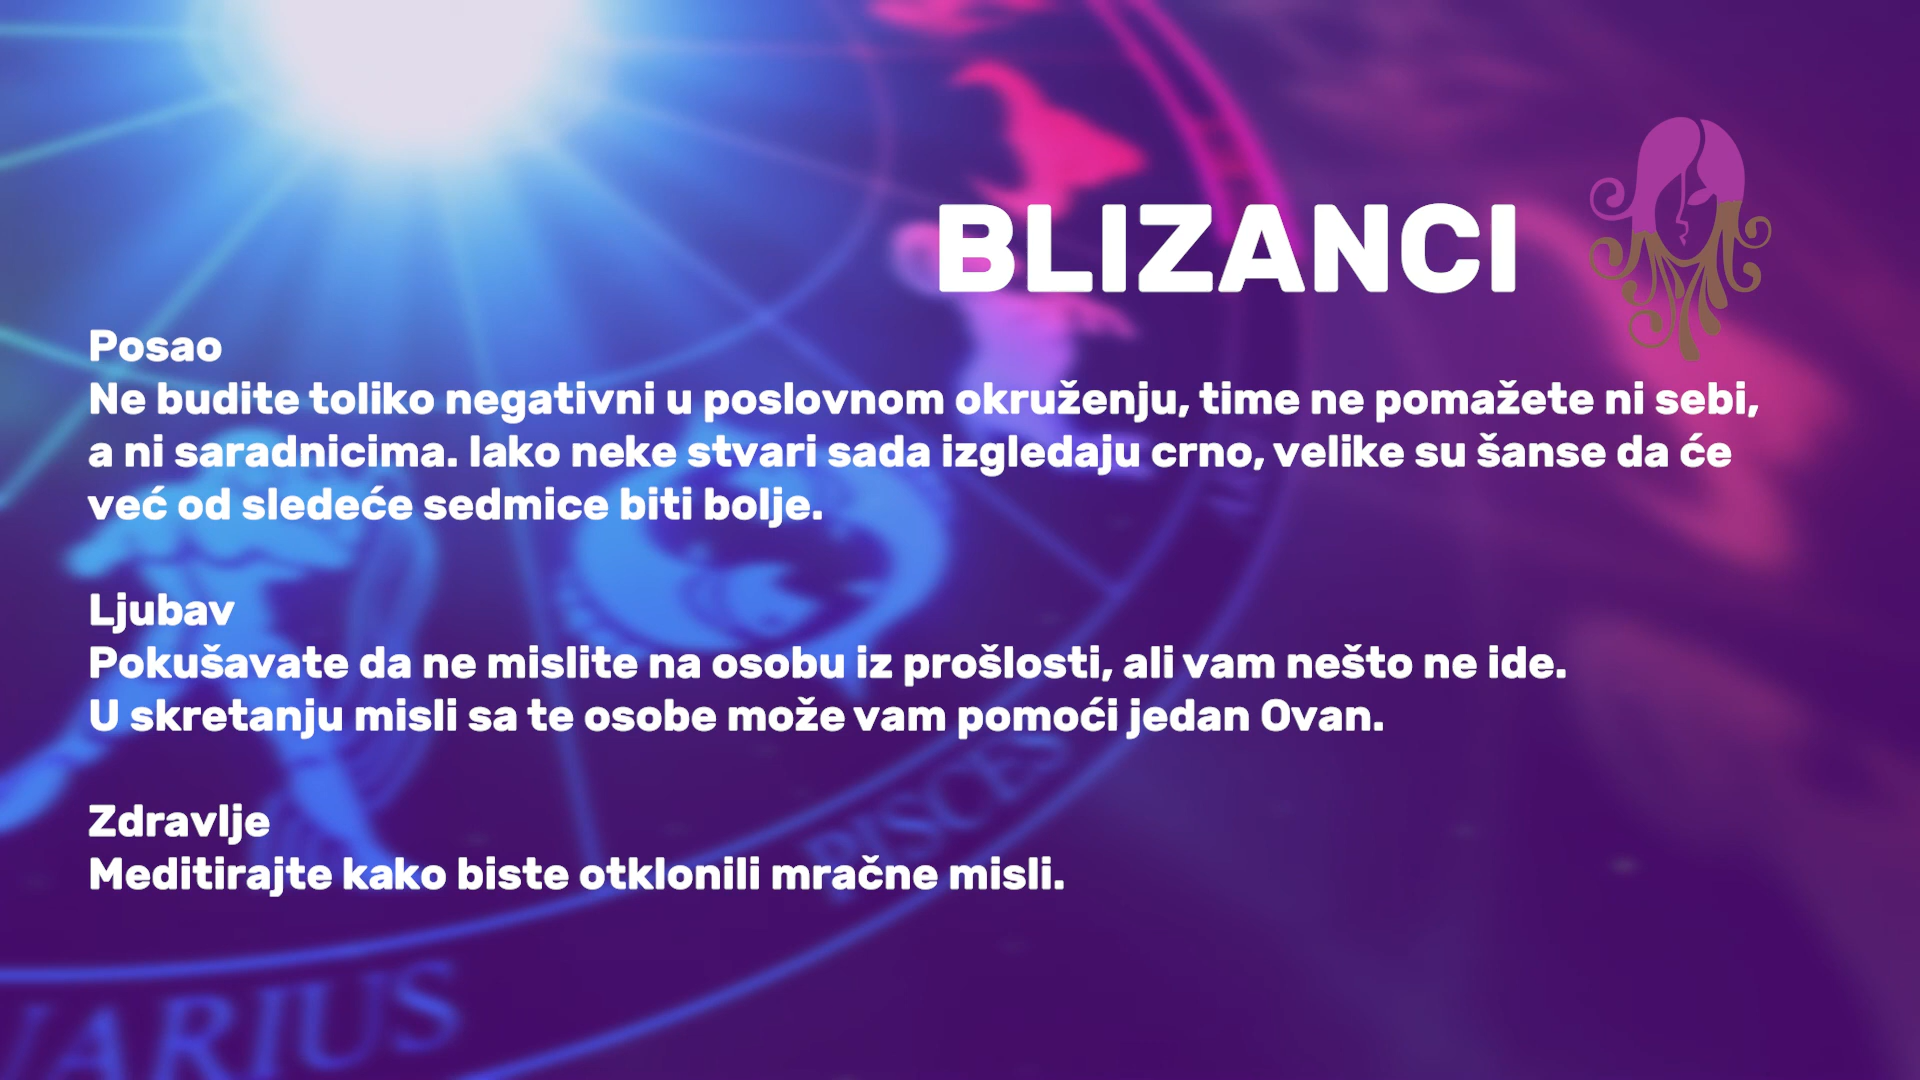 BLIZANCI
Posao
Ne budite toliko negativni u poslovnom okruženju, time ne pomažete ni sebi,
a ni saradnicima. Iako neke stvari sada izgledaju crno, velike su šanse da će
već od sledeće sedmice biti bolje.
Ljubav
Pokušavate da ne mislite na osobu iz prošlosti, ali vam nešto ne ide.
U skretanju misli sa te osobe može vam pomoći jedan Ovan.
Zdravlje
Meditirajte kako biste otklonili mračne misli.
PISCES
UARIUS